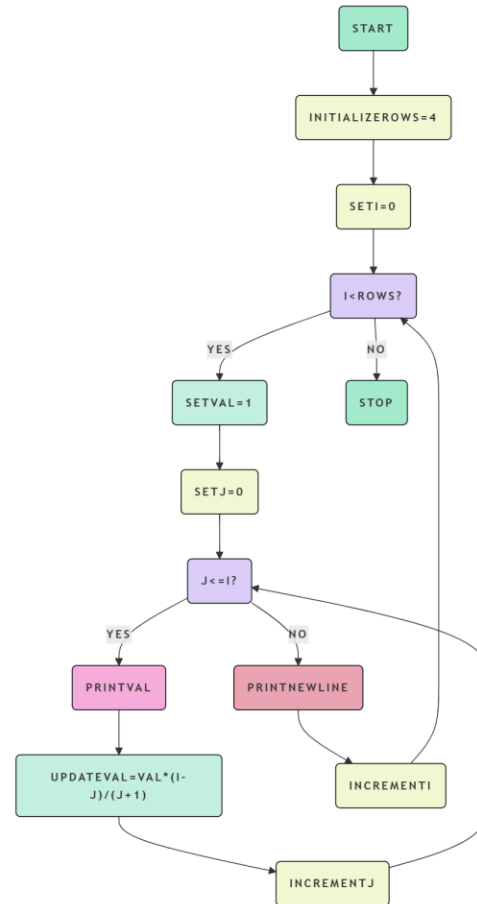 START
INITIALIZEROWS=4
SETI=0
I<ROWS?
YES
NO
SETVAL=1
STOP
SETJ=0
J<=I?
YES
NO
PRINTVAL
PRINTNEWLINE
UPDATEVAL=VAL*(I-
J)/(J+1)
INCREMENTI
INCREMENTJ